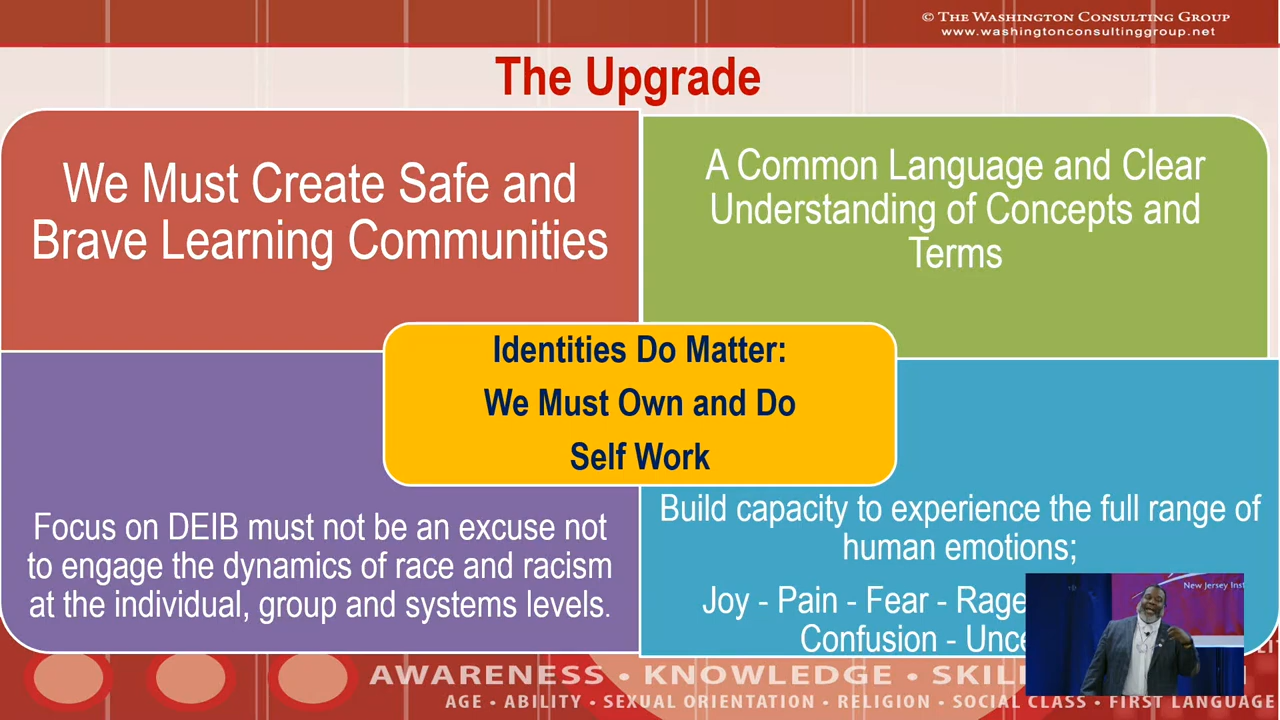 © The Washington Consulting Group
www.washingtonconsultinggroup.net
The Upgrade
We Must Create Safe and
Brave Learning Communities
A Common Language and Clear
Understanding of Concepts and
Terms
Identities Do Matter:
We Must Own and Do
Self Work
Focus on DEIB must not be an excuse not
to engage the dynamics of race and racism
at the individual, group and systems levels.
Build capacity to experience the full range of
human emotions;
Joy - Pain - Fear - Rage
Confusion -
New Jersey
AWARENESS • KNOWLEDGE •
AGE • ABILITY • SEXUAL ORIENTATION • RELIGION • SOCIAL CLASS • FIRST LANGUAGE